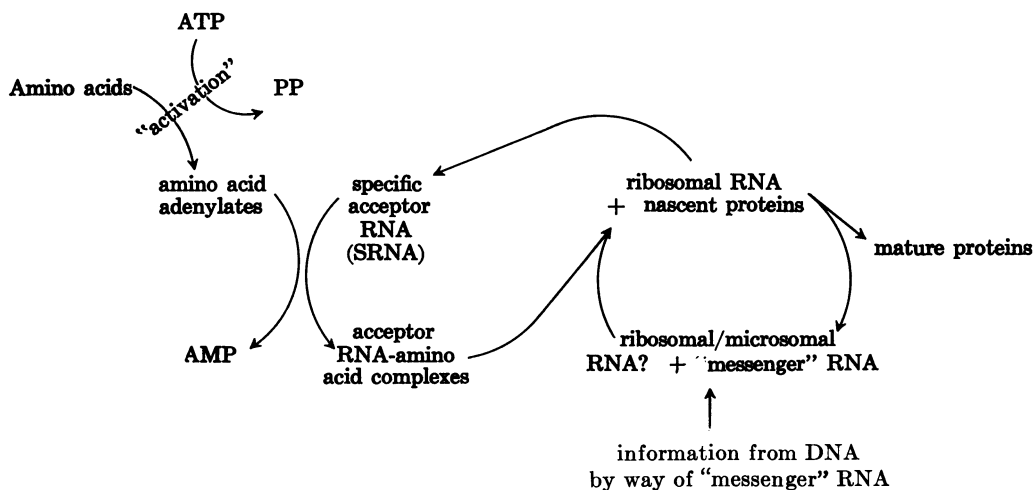 ATP
Amino acids
"activation"
PP
amino acid
adenylates
specific
acceptor
RNA
(SRNA)
ribosomal RNA
+ nascent proteins
mature proteins
AMP
acceptor
RNA-amino
acid complexes
ribosomal/microsomal
RNA? + "messenger" RNA
information from DNA
by way of "messenger" RNA